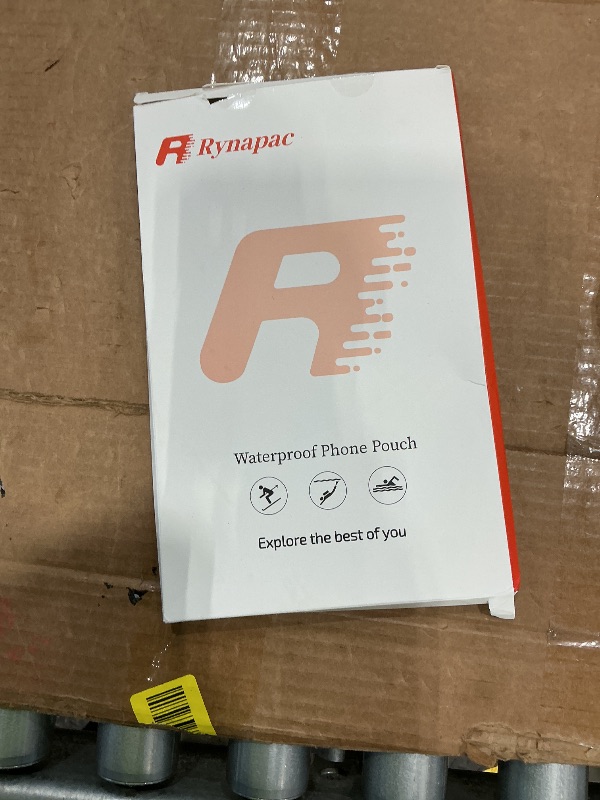 Rynapac
Waterproof Phone Pouch
Explore the best of you